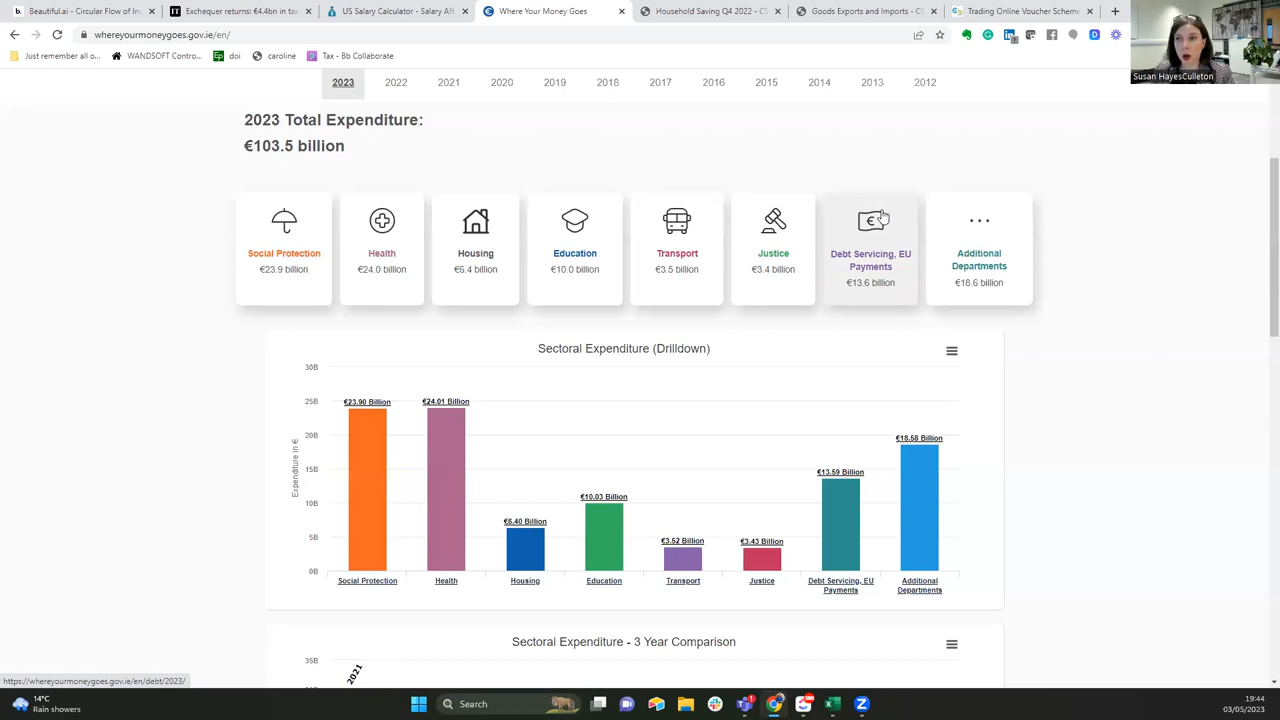 Beautiful.ai - Circular Flow of Inc
Exchequer returns: €4.4bn in tax
US Salary Calculator - Salary Aft
Where Your Money Goes
Household Saving Q4 2022 - CS
Goods Exports and Imports - CS
Trading Online Voucher Scheme
whereyourmoneygoes.gov.ie/en/
Just remember all o...
WANDSOFT Contro...
doi
caroline
Tax - Bb Collaborate
Susan HayesCulleton
2023
2022
2021
2020
2019
2018
2017
2016
2015
2014
2013
2012
2023 Total Expenditure:
€103.5 billion
Social Protection
€23.9 billion
Health
€24.0 billion
Housing
€6.4 billion
Education
€10.0 billion
Transport
€3.5 billion
Justice
€3.4 billion
Debt Servicing, EU
Payments
€13.6 billion
Additional
Departments
€18.6 billion
Sectoral Expenditure (Drilldown)
Expenditure in €
30B
25B
20B
15B
10B
5B
0B
€23.90 Billion
€24.01 Billion
€6.40 Billion
€10.03 Billion
€3.52 Billion
€3.43 Billion
€13.59 Billion
€18.58 Billion
Social Protection
Health
Housing
Education
Transport
Justice
Debt Servicing, EU
Payments
Additional
Departments
Sectoral Expenditure - 3 Year Comparison
35B
2021
https://whereyourmoneygoes.gov.ie/en/debt/2023/
14°C
Rain showers
Search
19:44
03/05/2023